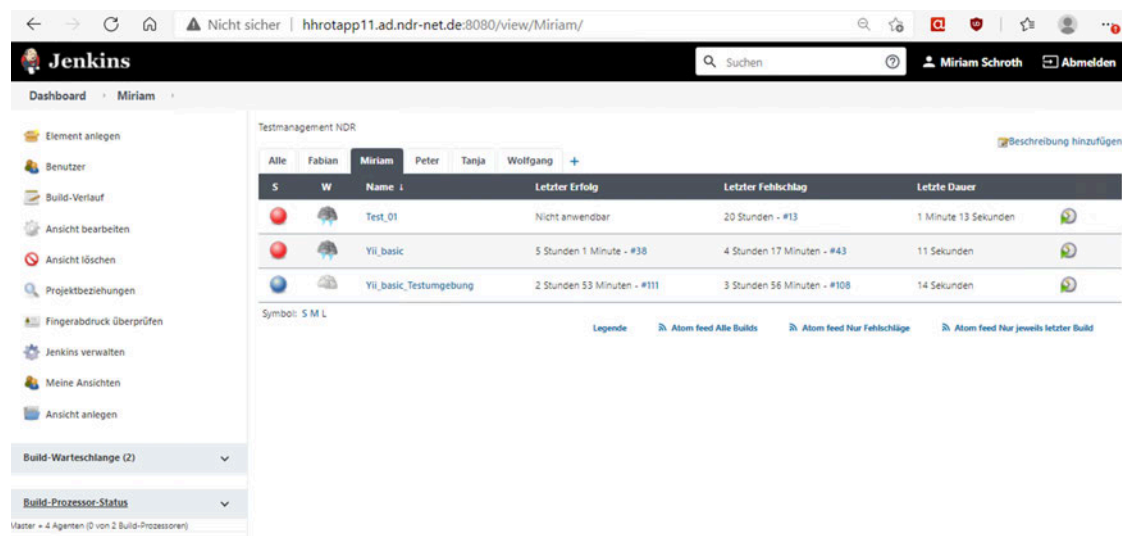 Nicht sicher | hhrotapp11.ad.ndr-net.de:8080/view/Miriam/
Jenkins
Suchen
Miriam Schroth
Abmelden
Dashboard
Miriam
Element anlegen
Benutzer
Build-Verlauf
Ansicht bearbeiten
Ansicht löschen
Projektbeziehungen
Fingerabdruck überprüfen
Jenkins verwalten
Meine Ansichten
Ansicht anlegen
Build-Warteschlange (2)
Build-Prozessor-Status
Master + 4 Agenten (0 von 2 Build-Prozessoren)
Testmanagement NDR
Beschreibung hinzufügen
Alle Fabian Miriam Peter Tanja Wolfgang +
S W Name ↓ Letzter Erfolg Letzter Fehlschlag Letzte Dauer
Test_01 Nicht anwendbar 20 Stunden - #13 1 Minute 13 Sekunden
Yii_basic 5 Stunden 1 Minute - #38 4 Stunden 17 Minuten - #43 11 Sekunden
Yii_basic_Testumgebung 2 Stunden 53 Minuten - #111 3 Stunden 56 Minuten - #108 14 Sekunden
Symbol: S M L
Legende Atom feed Alle Builds Atom feed Nur Fehlschläge Atom feed Nur jeweils letzter Build